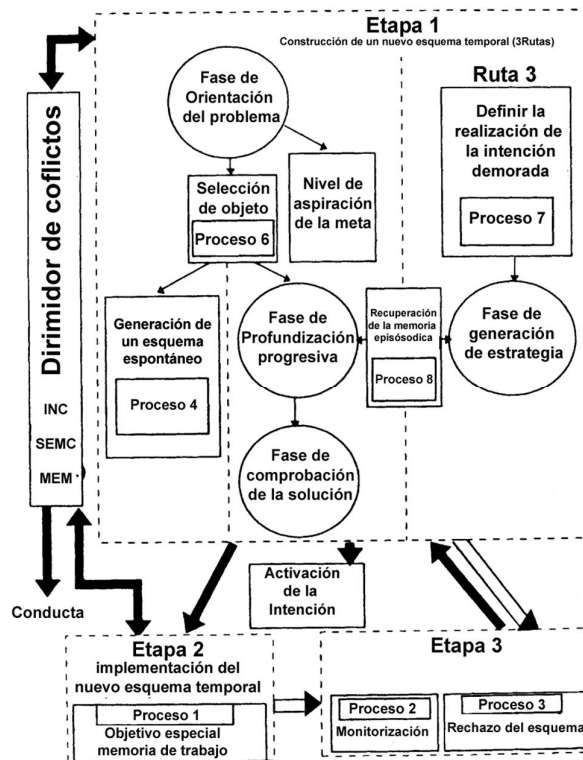 Etapa 1
Construcción de un nuevo esquema temporal (3Rutas)
Fase de
Orientación
del problema
Ruta 3
Definir la
realización de
la intención
demorada
Proceso 7
Selección
de objeto
Proceso 6
Nivel de
aspiración
de la meta
Dirimidor de coflictos
INC
SEMC
MEM
Generación de
un esquema
espontáneo
Proceso 4
Fase de
Profundización
progresiva
Recuperación
de la memoria
episósodica
Proceso 8
Fase de
generación
de estrategia
Fase de
comprobación
de la solución
Conducta
Activación
de la
Intención
Etapa 2
implementación del
nuevo esquema temporal
Proceso 1
Objetivo especial
memoria de trabajo
Etapa 3
Proceso 2
Monitorización
Proceso 3
Rechazo del esquema